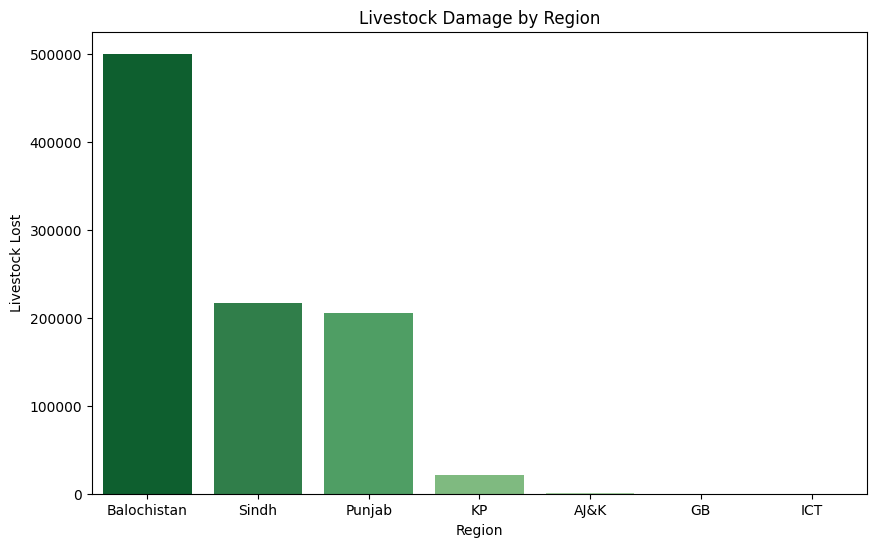 Livestock Damage by Region
Livestock Lost
500000
400000
300000
200000
100000
0
Balochistan Sindh Punjab KP AJ&K GB ICT
Region